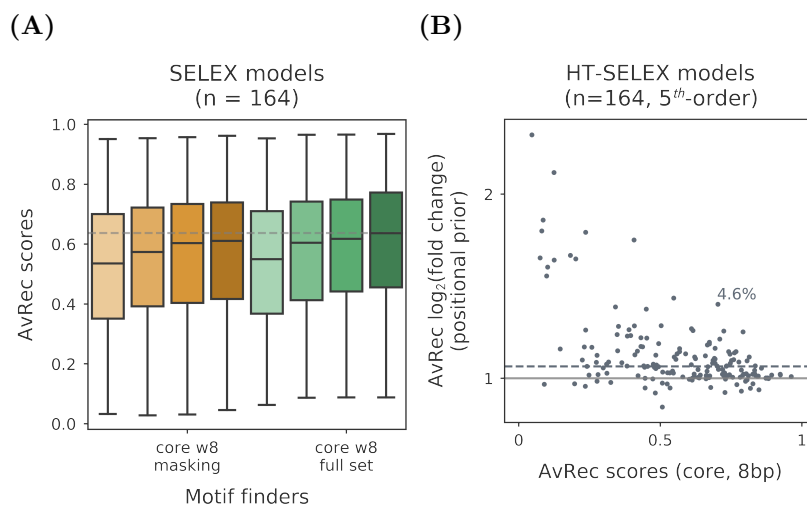 (A)
SELEX models
(n = 164)
AvRec scores
1.0
0.8
0.6
0.4
0.2
0.0
core w8
masking
core w8
full set
Motif finders
(B)
HT-SELEX models
(n=164, 5th-order)
AvRec log2(fold change)
(positional prior)
2
1
4.6%
0
0.5
1
AvRec scores (core, 8bp)